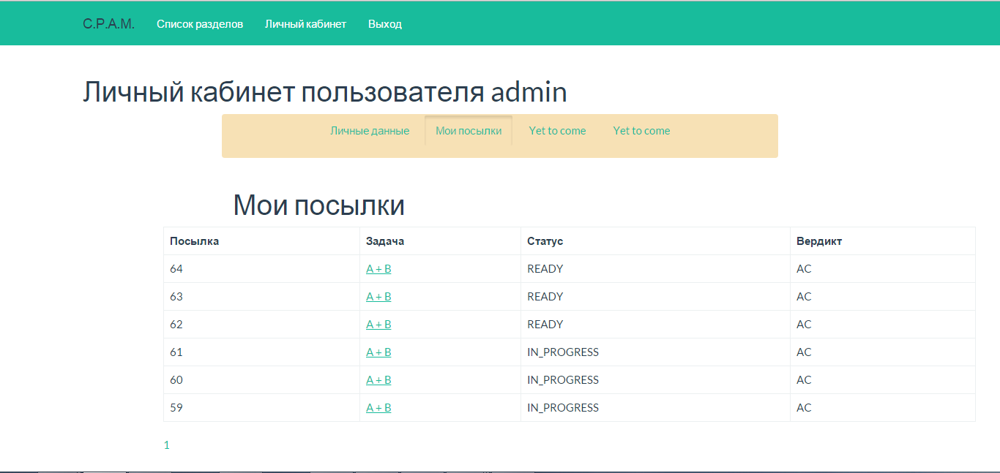 C.P.A.M. Список разделов Личный кабинет Выход
Личный кабинет пользователя admin
Личные данные Мои посылки Yet to come Yet to come
Мои посылки
Посылка Задача Статус Вердикт
64 A + B READY AC
63 A + B READY AC
62 A + B READY AC
61 A + B IN_PROGRESS AC
60 A + B IN_PROGRESS AC
59 A + B IN_PROGRESS AC
1